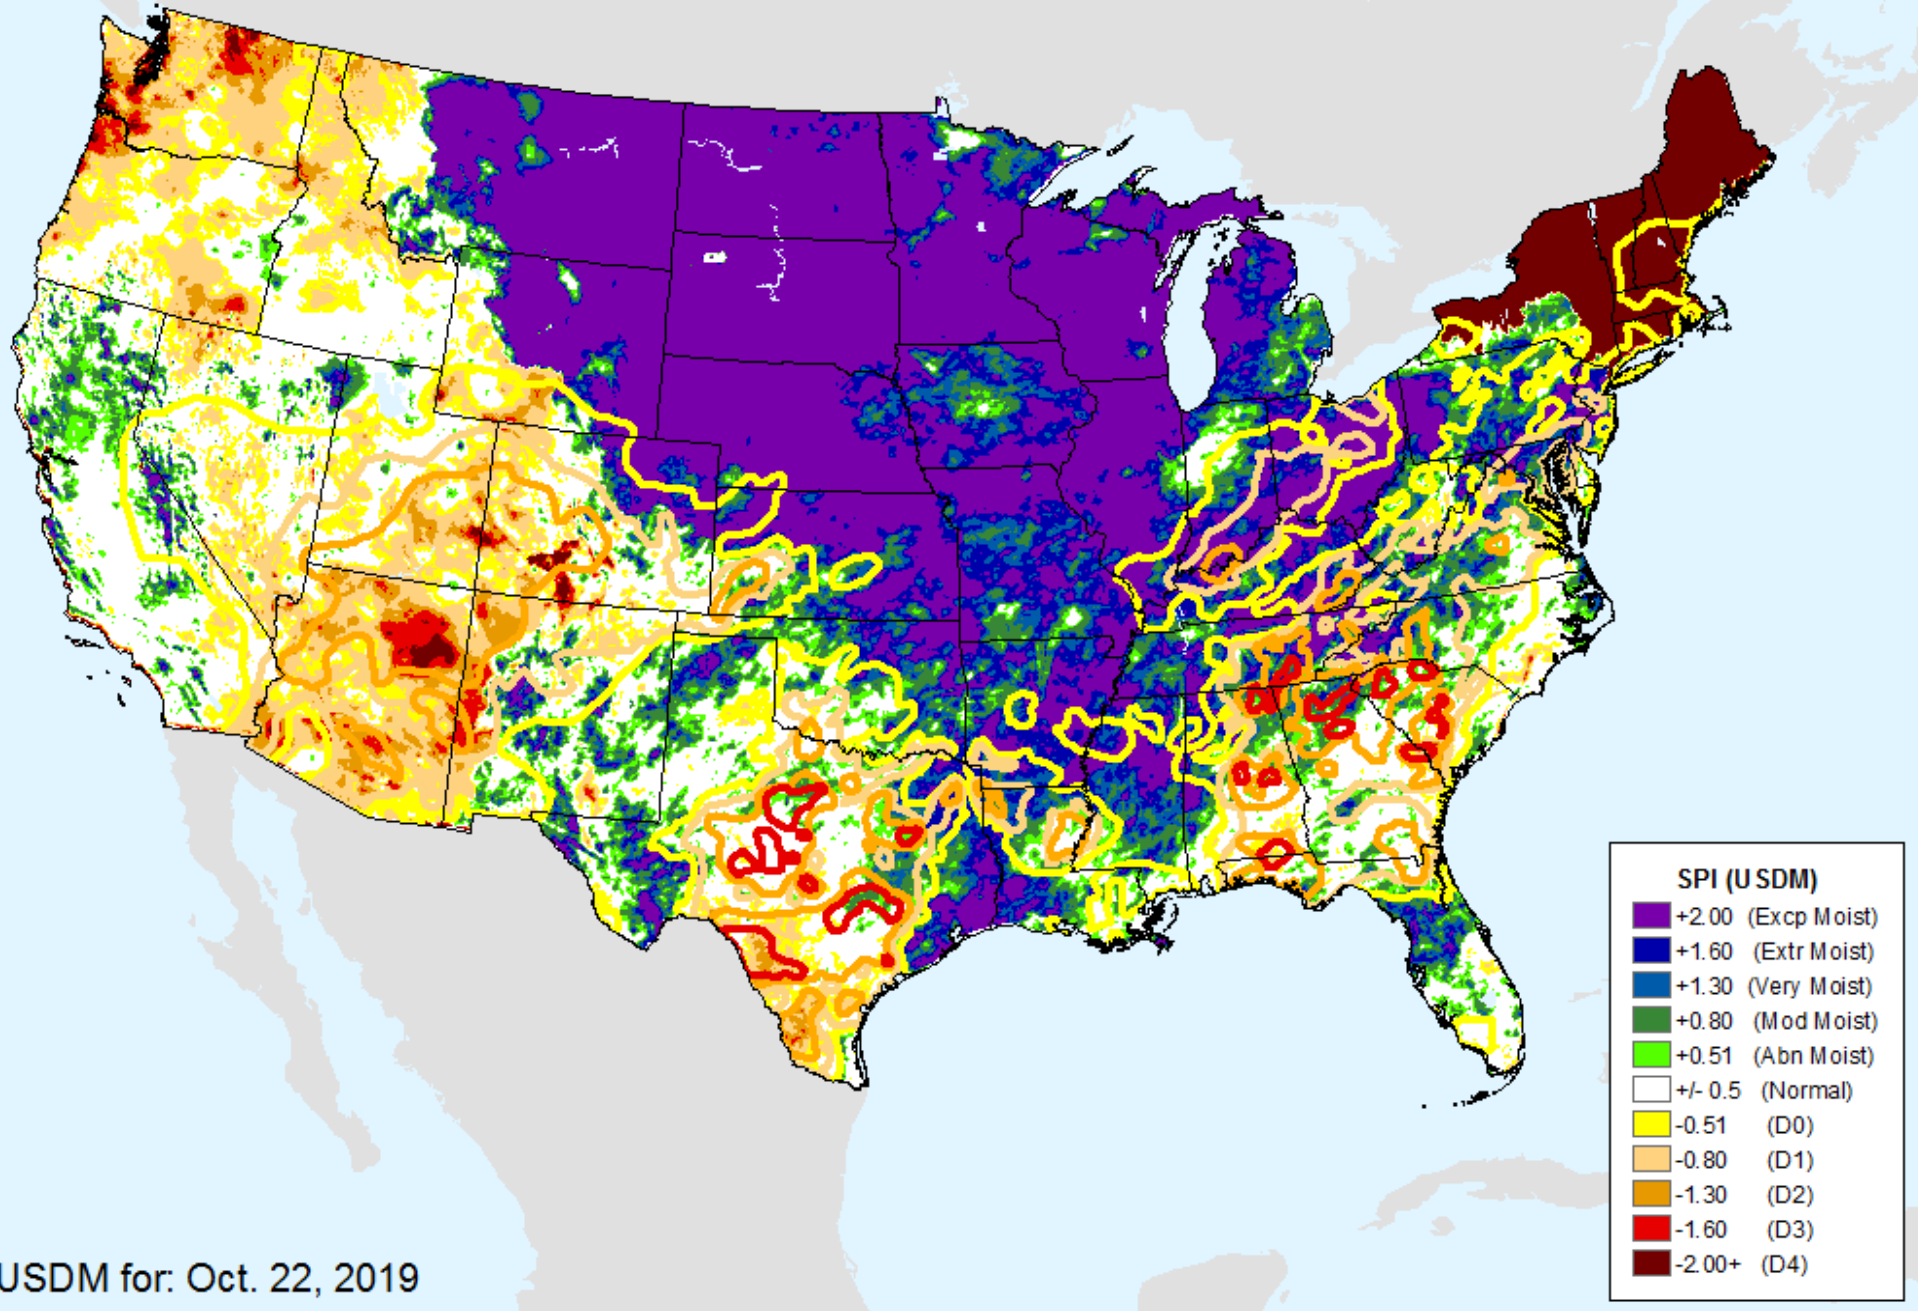 SPI (USDM)
+2.00 (Excp Moist)
+1.60 (Extr Moist)
+1.30 (Very Moist)
+0.80 (Mod Moist)
+0.51 (Abn Moist)
+/- 0.5 (Normal)
-0.51 (D0)
-0.80 (D1)
-1.30 (D2)
-1.60 (D3)
-2.00+ (D4)
USDM for: Oct. 22, 2019